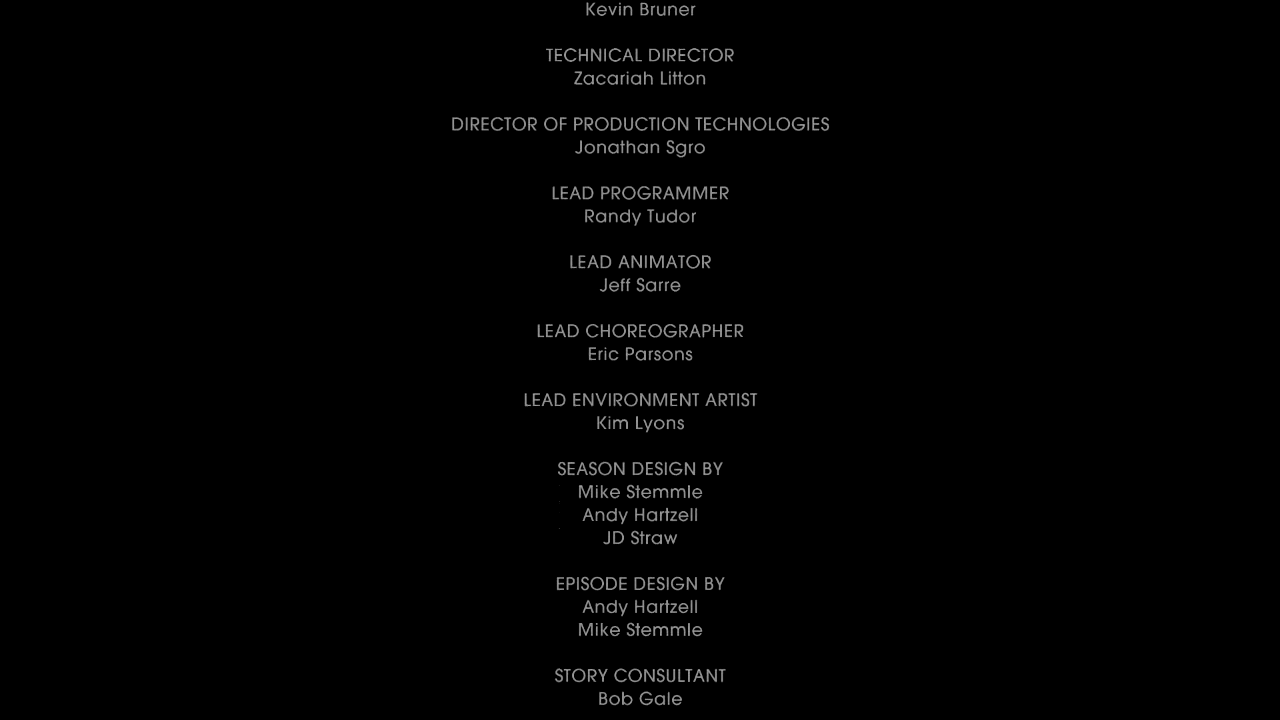 Kevin Bruner
TECHNICAL DIRECTOR
Zacariah Litton
DIRECTOR OF PRODUCTION TECHNOLOGIES
Jonathan Sgro
LEAD PROGRAMMER
Randy Tudor
LEAD ANIMATOR
Jeff Sarre
LEAD CHOREOGRAPHER
Eric Parsons
LEAD ENVIRONMENT ARTIST
Kim Lyons
SEASON DESIGN BY
Mike Stemmle
Andy Hartzell
JD Straw
EPISODE DESIGN BY
Andy Hartzell
Mike Stemmle
STORY CONSULTANT
Bob Gale